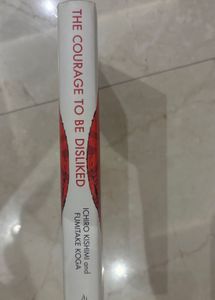 THE COURAGE TO BE DISLIKED
ICHIRO KISHIMI and
FUMITAKE KOGA